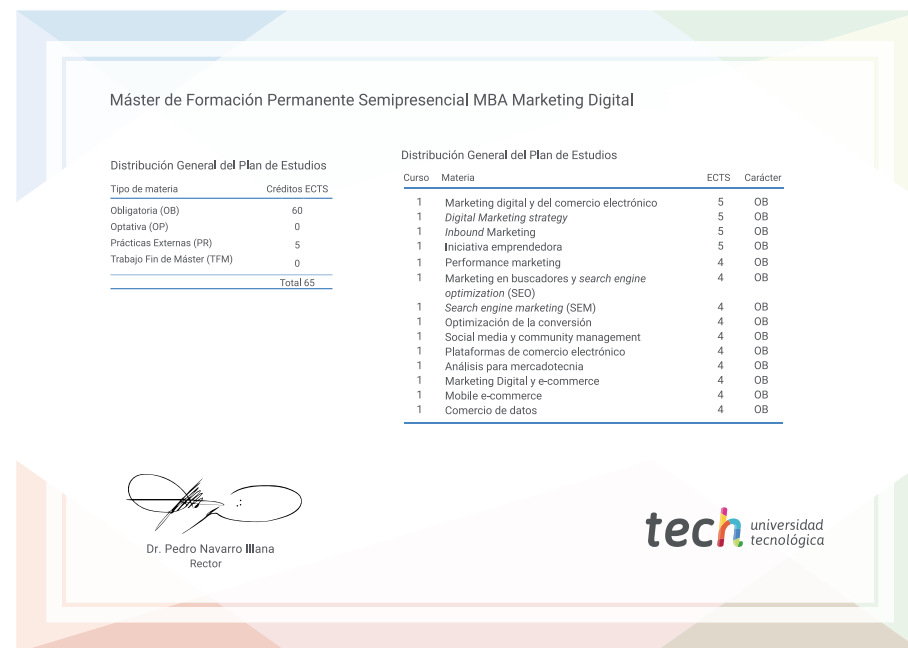 Máster de Formación Permanente Semipresencial MBA Marketing Digital
Distribución General del Plan de Estudios
Tipo de materia Créditos ECTS
Obligatoria (OB) 60
Optativa (OP) 0
Prácticas Externas (PR) 5
Trabajo Fin de Máster (TFM) 0
Total 65
Distribución General del Plan de Estudios
Curso Materia ECTS Carácter
1 Marketing digital y del comercio electrónico 5 OB
1 Digital Marketing strategy 5 OB
1 Inbound Marketing 5 OB
1 Iniciativa emprendedora 5 OB
1 Performance marketing 4 OB
1 Marketing en buscadores y search engine 4 OB
optimization (SEO)
1 Search engine marketing (SEM) 4 OB
1 Optimización de la conversión 4 OB
1 Social media y community management 4 OB
1 Plataformas de comercio electrónico 4 OB
1 Análisis para mercadotecnia 4 OB
1 Marketing Digital y e-commerce 4 OB
1 Mobile e-commerce 4 OB
1 Comercio de datos 4 OB
Dr. Pedro Navarro Illana
Rector
tech universidad
tecnológica